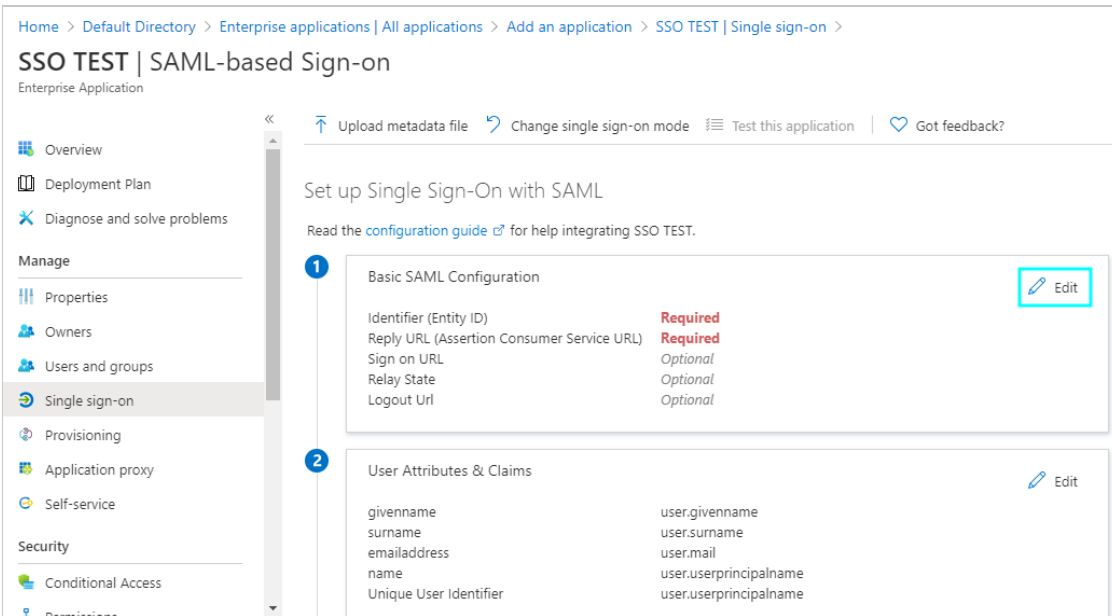 Home > Default Directory > Enterprise applications | All applications > Add an application > SSO TEST | Single sign-on >
SSO TEST | SAML-based Sign-on
Enterprise Application
«
Upload metadata file Change single sign-on mode Test this application Got feedback?
Overview
Deployment Plan
Diagnose and solve problems
Manage
Properties
Owners
Users and groups
Single sign-on
Provisioning
Application proxy
Self-service
Security
Conditional Access
Permissions
Set up Single Sign-On with SAML
Read the configuration guide for help integrating SSO TEST.
1
Basic SAML Configuration
Edit
Identifier (Entity ID) Required
Reply URL (Assertion Consumer Service URL) Required
Sign on URL Optional
Relay State Optional
Logout Url Optional
2
User Attributes & Claims
Edit
givenname user.givenname
surname user.surname
emailaddress user.mail
name user.userprincipalname
Unique User Identifier user.userprincipalname